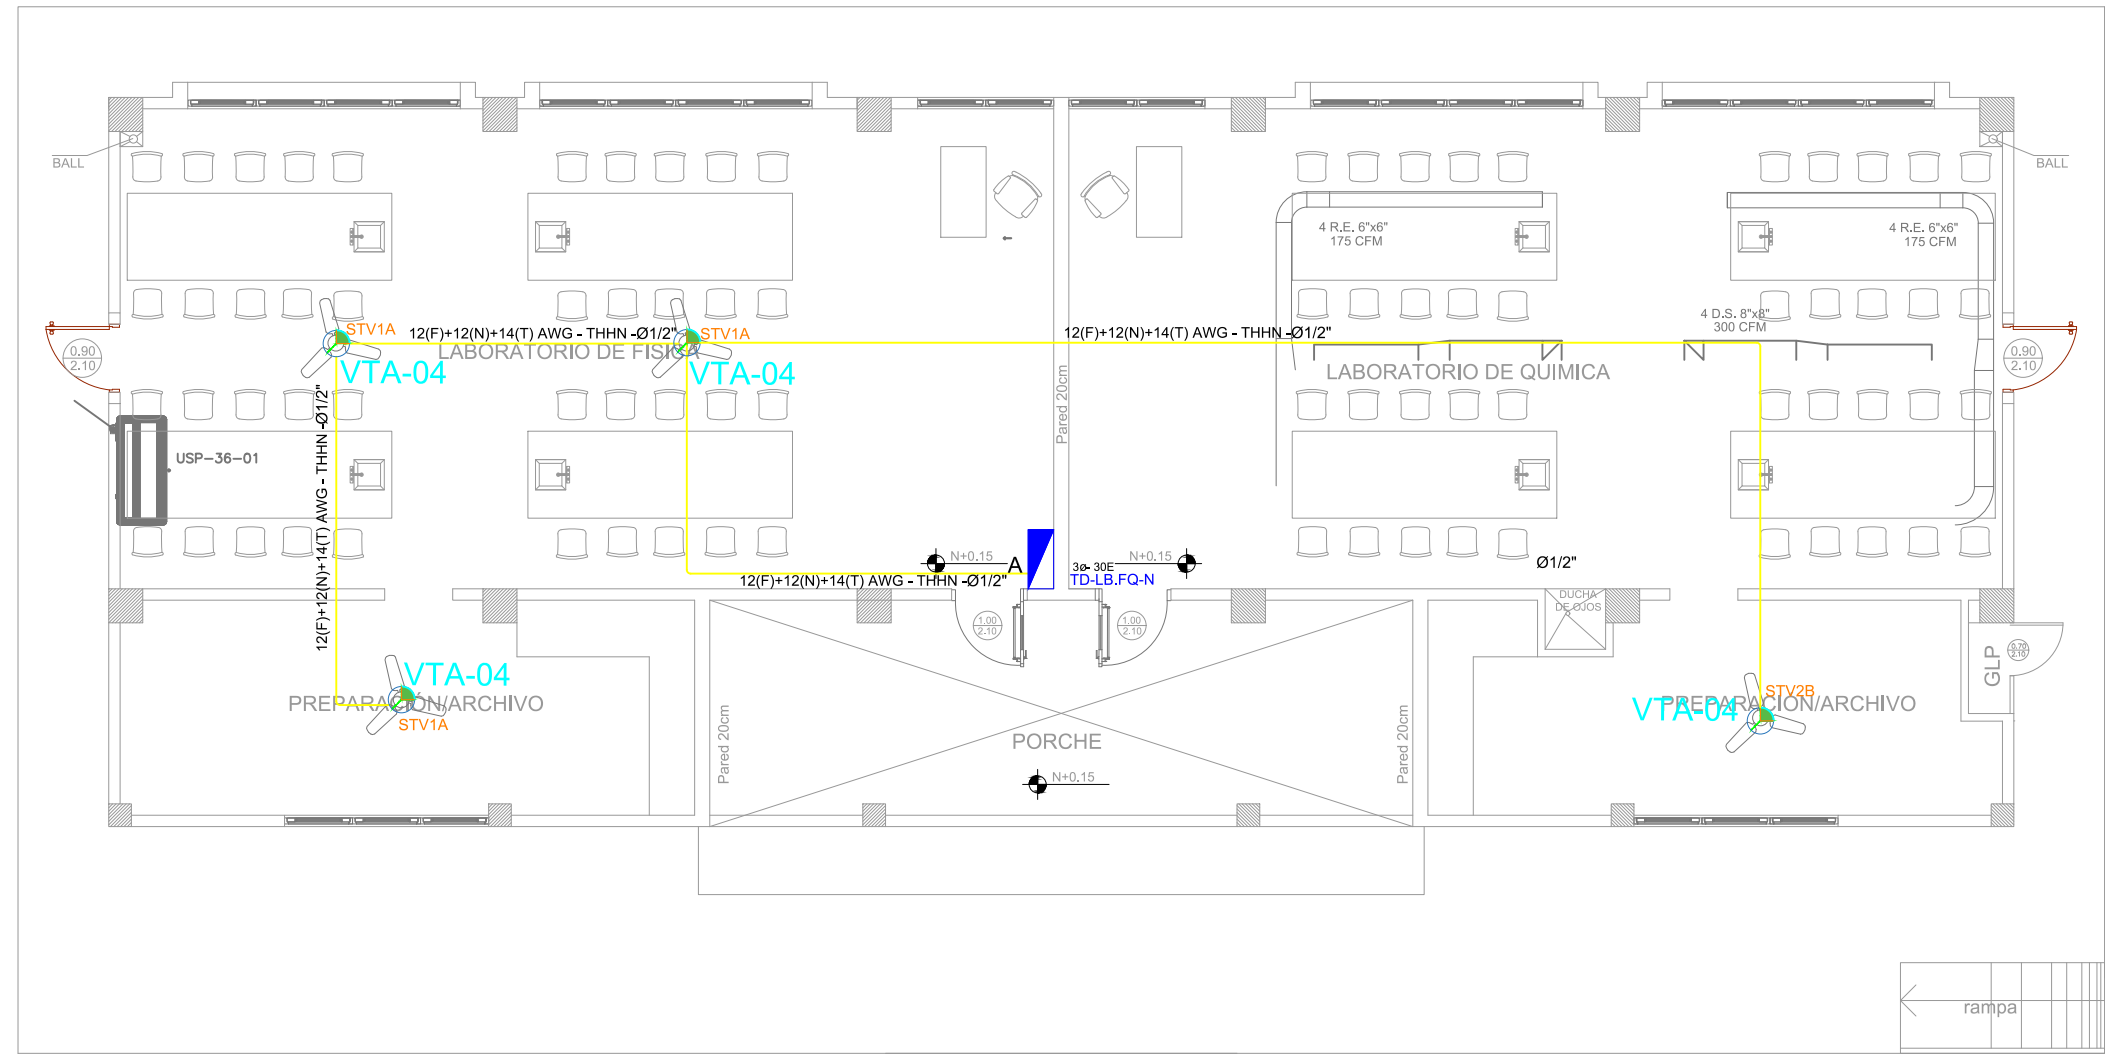 BALL
BALL
4 R.E. 6"x6"
175 CFM
4 R.E. 6"x6"
175 CFM
4 D.S. 8"x8"
300 CFM
STV1A
12(F)+12(N)+14(T) AWG - THHN -Ø1/2"
STV1A
12(F)+12(N)+14(T) AWG - THHN -Ø1/2"
0.90
2.10
LABORATORIO DE FISICA
0.90
2.10
VTA-04
VTA-04
LABORATORIO DE QUIMICA
Pared 20cm
12(F)+12(N)+14(T) AWG - THHN -Ø1/2"
USP-36-01
N+0.15
A
3ø- 30E
N+0.15
Ø1/2"
12(F)+12(N)+14(T) AWG - THHN -Ø1/2"
TD-LB.FQ-N
DUCHA
DE OJOS
1.00
2.10
1.00
2.10
GLP
0.70
2.10
VTA-04
PREPARACIÓN/ARCHIVO
STV1A
STV2B
VTA-04
PREPARACION/ARCHIVO
Pared 20cm
PORCHE
Pared 20cm
N+0.15
rampa